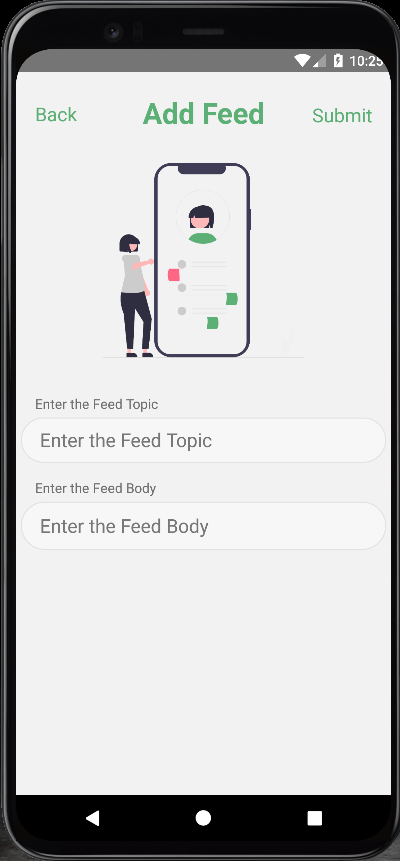 10:25
Back
Add Feed
Submit
Enter the Feed Topic
Enter the Feed Topic
Enter the Feed Body
Enter the Feed Body